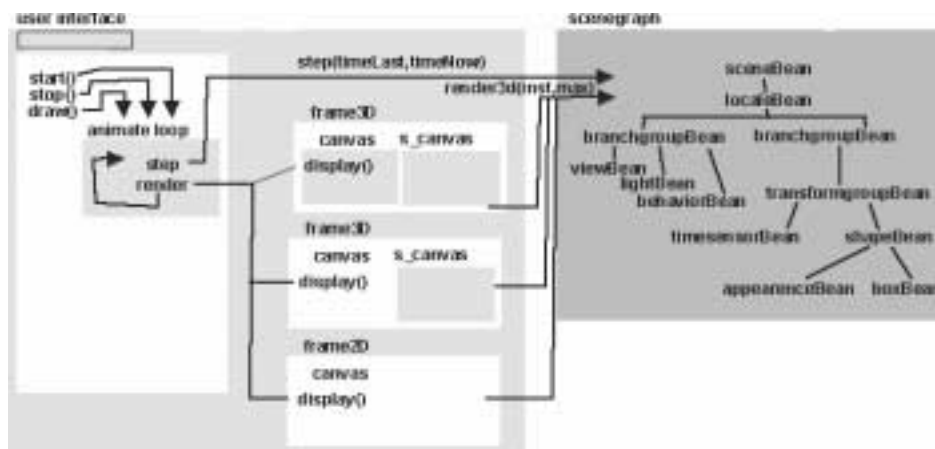 user interface
start()
stop()
draw()
animate loop
step
render
step(timeLast,timeNow)
render3d(inst,max)
frame3D
canvas s_canvas
display()
frame3D
canvas s_canvas
display()
frame2D
canvas
display()
scenegraph
sceneBean
localeBean
branchgroupBean branchgroupBean
viewBean
lightBean
behaviorBean
transformgroupBean
timesensorBean shapeBean
appearenceBean boxBean